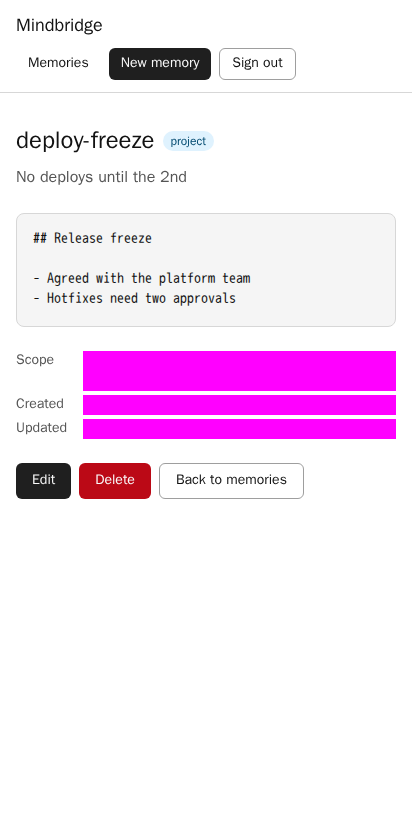 Mindbridge
Memories New memory Sign out
deploy-freeze project
No deploys until the 2nd
## Release freeze
- Agreed with the platform team
- Hotfixes need two approvals
Scope
Created
Updated
Edit Delete Back to memories